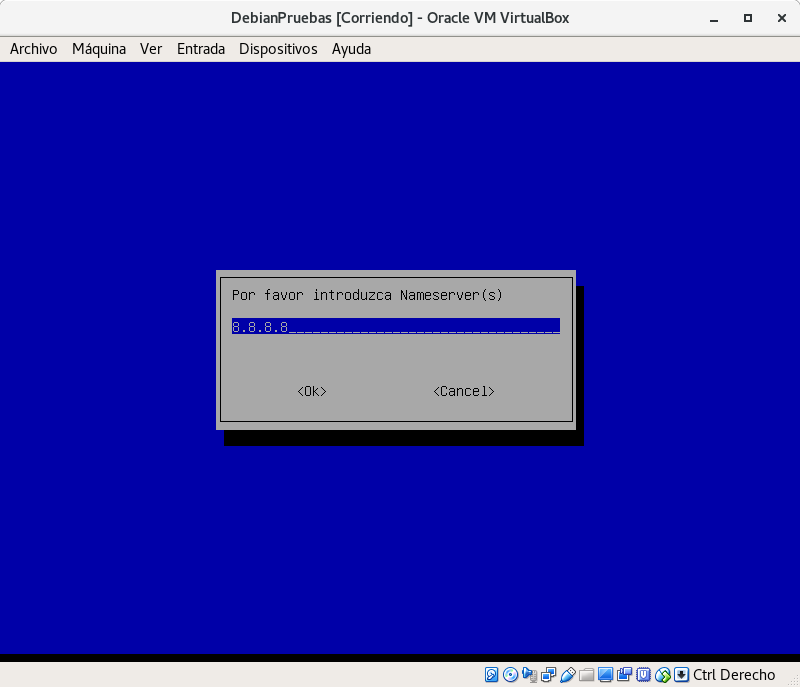 DebianPruebas [Corriendo] - Oracle VM VirtualBox
Archivo Máquina Ver Entrada Dispositivos Ayuda
Por favor introduzca Nameserver(s)
8.8.8.8__________________________________
<Ok> <Cancel>
Ctrl Derecho